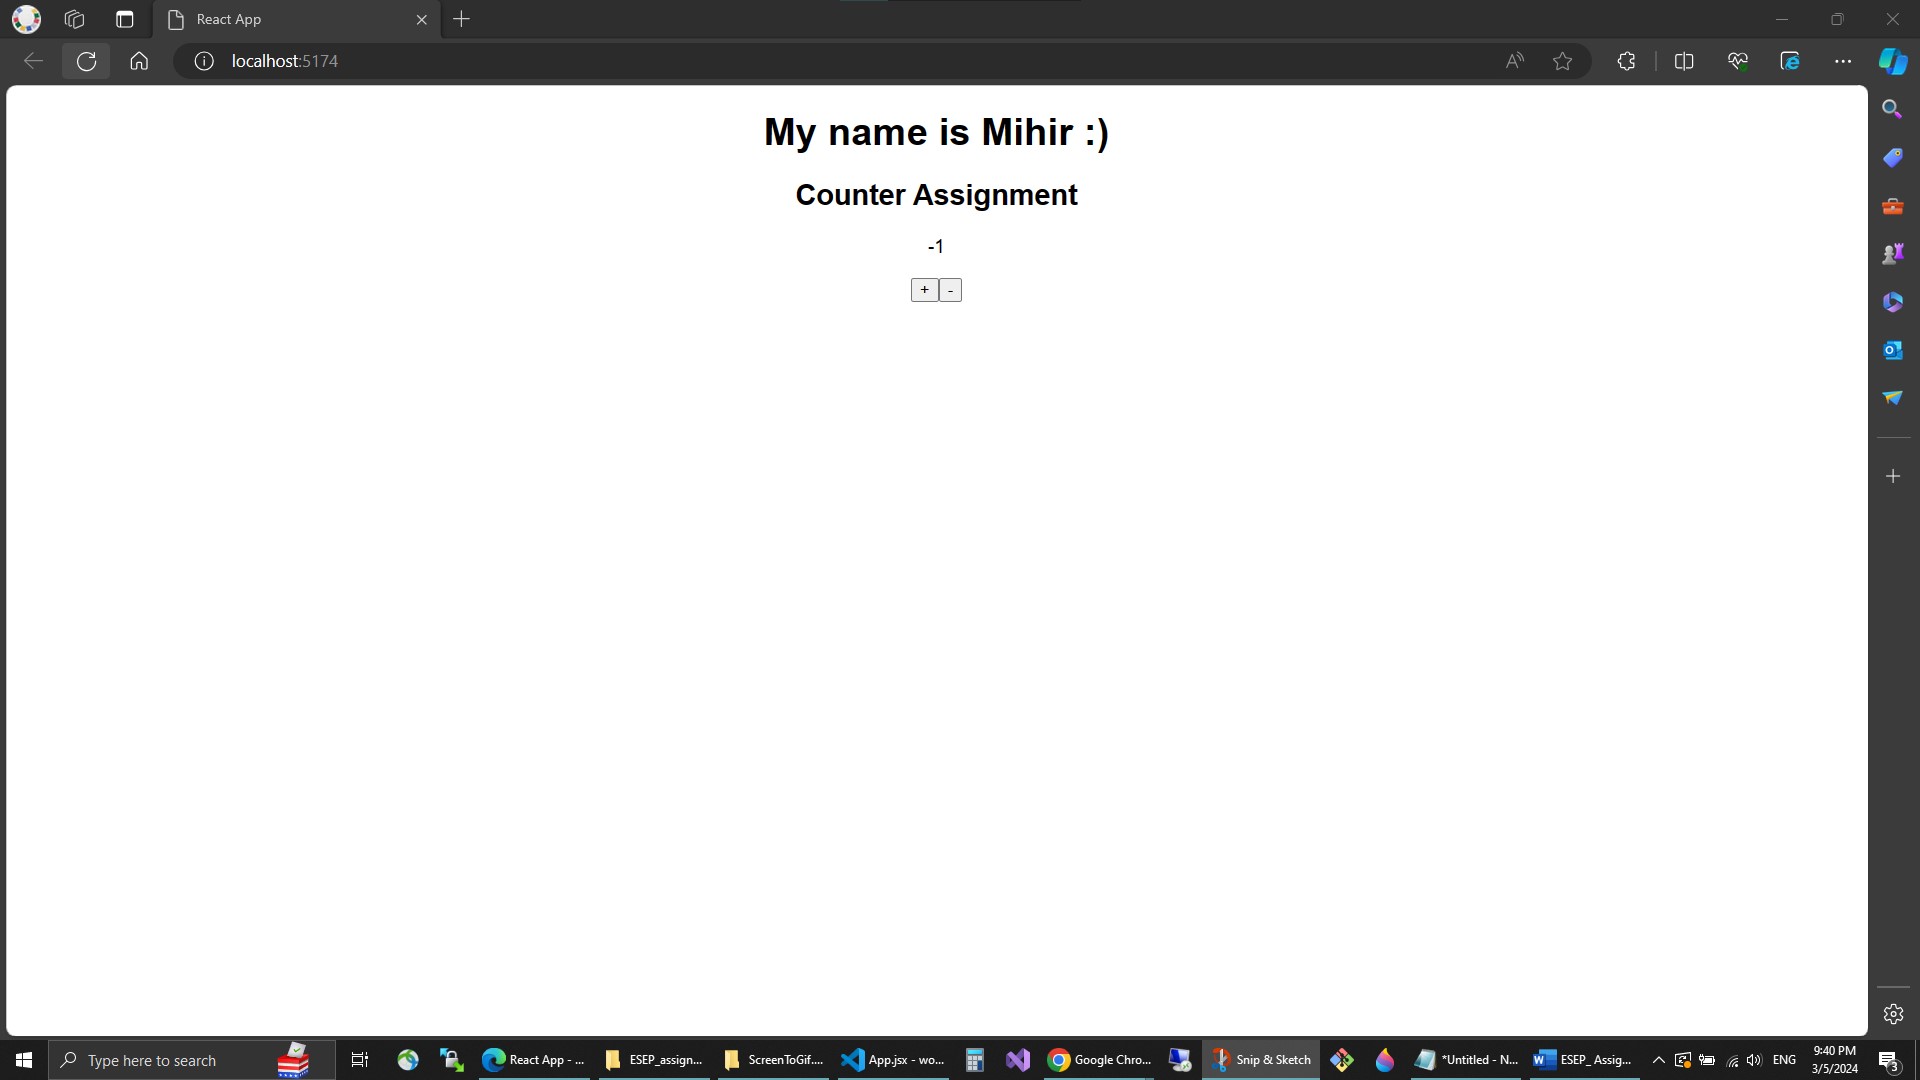 React App
localhost:5174
My name is Mihir :)
Counter Assignment
-1
+ -
Type here to search
React App - ...
ESEP_assign...
ScreenToGif....
App.jsx - wo...
Google Chro...
Snip & Sketch
*Untitled - N...
ESEP_ Assig...
ENG
9:40 PM
3/5/2024
3